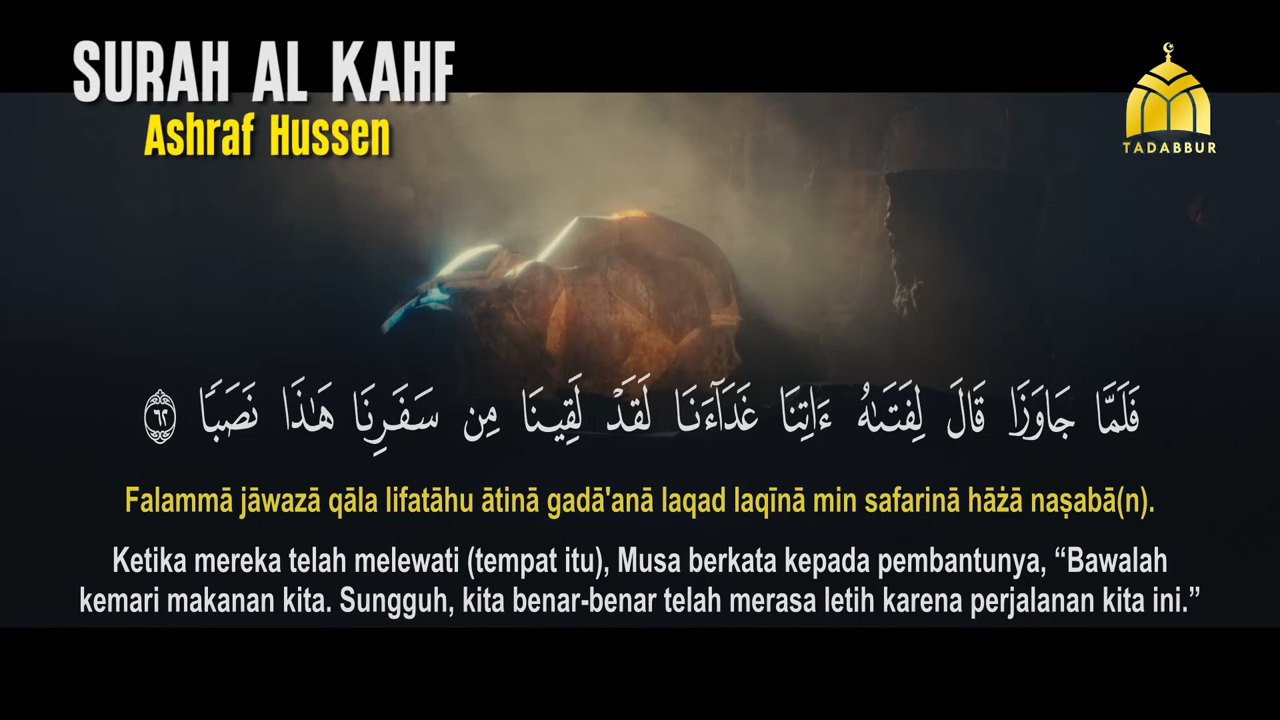 SURAH AL KAHF
Ashraf Hussen
TADABBUR
فَلَمَّا جَاوَزَا قَالَ لِفَتَىٰهُ ءَاتِنَا غَدَآءَنَا لَقَدْ لَقِينَا مِن سَفَرِنَا هَٰذَا نَصَبًا ٦٢
Falammā jāwazā qāla lifatāhu ātinā gadā'anā laqad laqīnā min safarinā hāżā naṣabā(n).
Ketika mereka telah melewati (tempat itu), Musa berkata kepada pembantunya, “Bawalah
kemari makanan kita. Sungguh, kita benar-benar telah merasa letih karena perjalanan kita ini.”